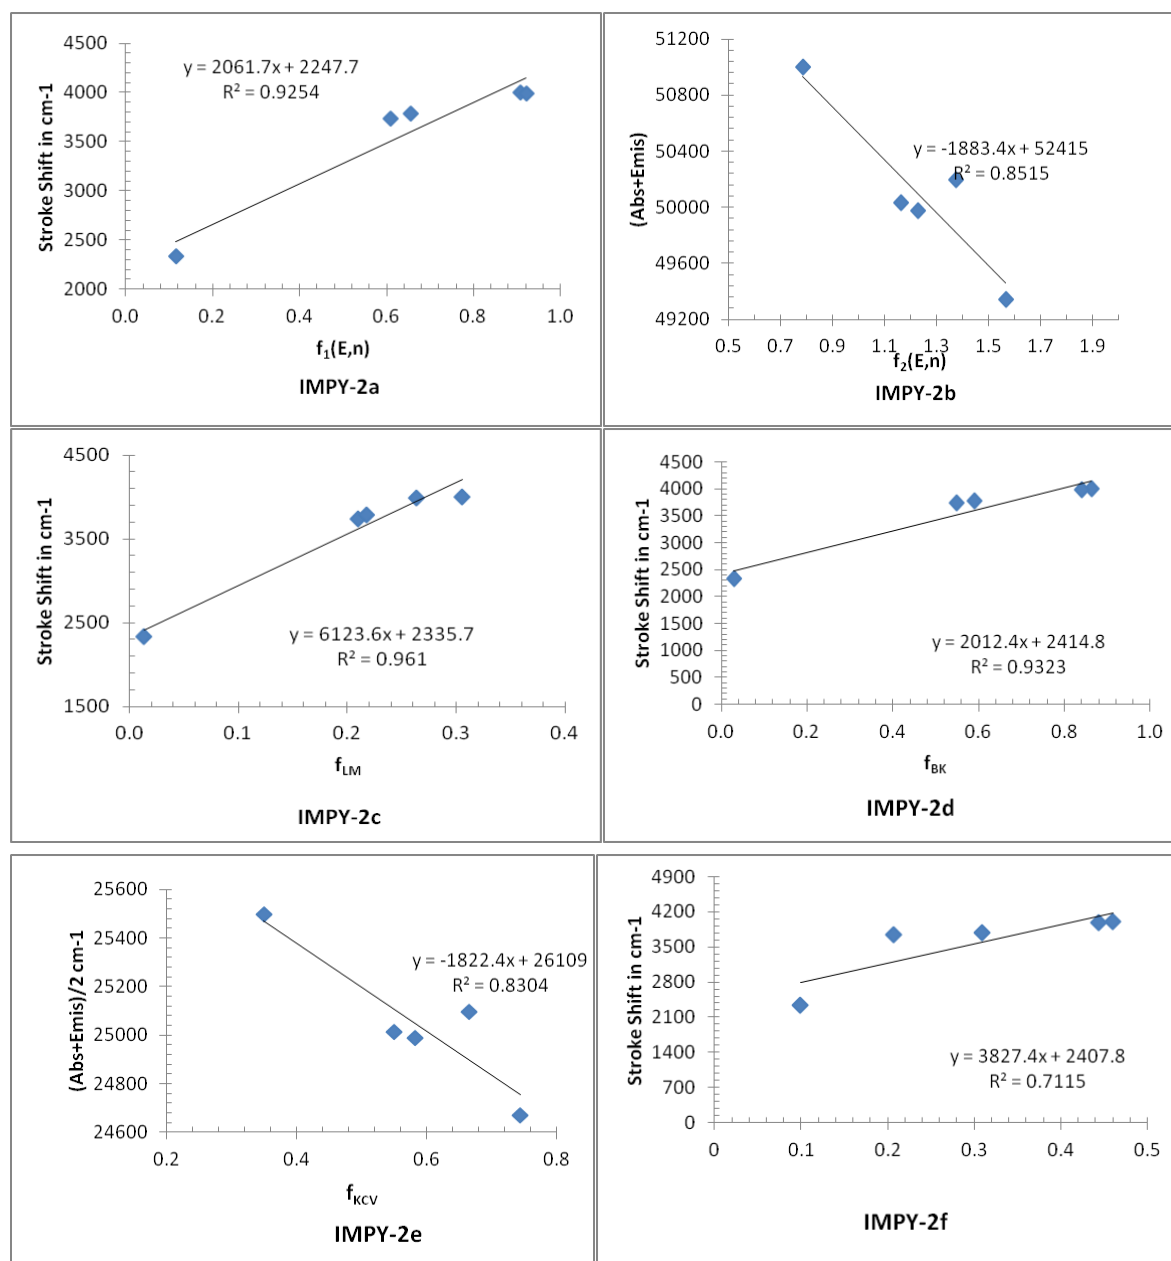 4500
4000
3500
3000
2500
2000
Stroke Shift in cm-1
y = 2061.7x + 2247.7
R² = 0.9254
0.0 0.2 0.4 0.6 0.8 1.0
f₁(E,n)
IMPY-2a
51200
50800
50400
50000
49600
49200
(Abs+Emis)
y = -1883.4x + 52415
R² = 0.8515
0.5 0.7 0.9 1.1 1.3 1.5 1.7 1.9
f₂(E,n)
IMPY-2b
4500
3500
2500
1500
Stroke Shift in cm-1
y = 6123.6x + 2335.7
R² = 0.961
0.0 0.1 0.2 0.3 0.4
fLM
IMPY-2c
4500
4000
3500
3000
2500
2000
1500
1000
500
0
Stroke Shift in cm-1
y = 2012.4x + 2414.8
R² = 0.9323
0.0 0.2 0.4 0.6 0.8 1.0
fBK
IMPY-2d
25600
25400
25200
25000
24800
24600
(Abs+Emis)/2 cm-1
y = -1822.4x + 26109
R² = 0.8304
0.2 0.4 0.6 0.8
fKCV
IMPY-2e
4900
4200
3500
2800
2100
1400
700
0
Stroke Shift in cm-1
y = 3827.4x + 2407.8
R² = 0.7115
0 0.1 0.2 0.3 0.4 0.5
IMPY-2f